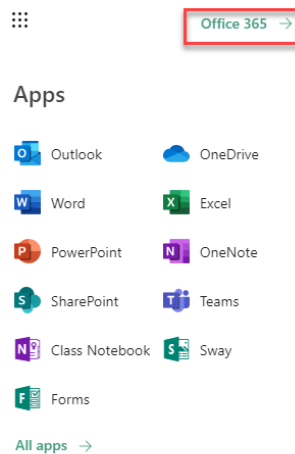 Office 365 →
Apps
Outlook OneDrive
Word Excel
PowerPoint OneNote
SharePoint Teams
Class Notebook Sway
Forms
All apps →